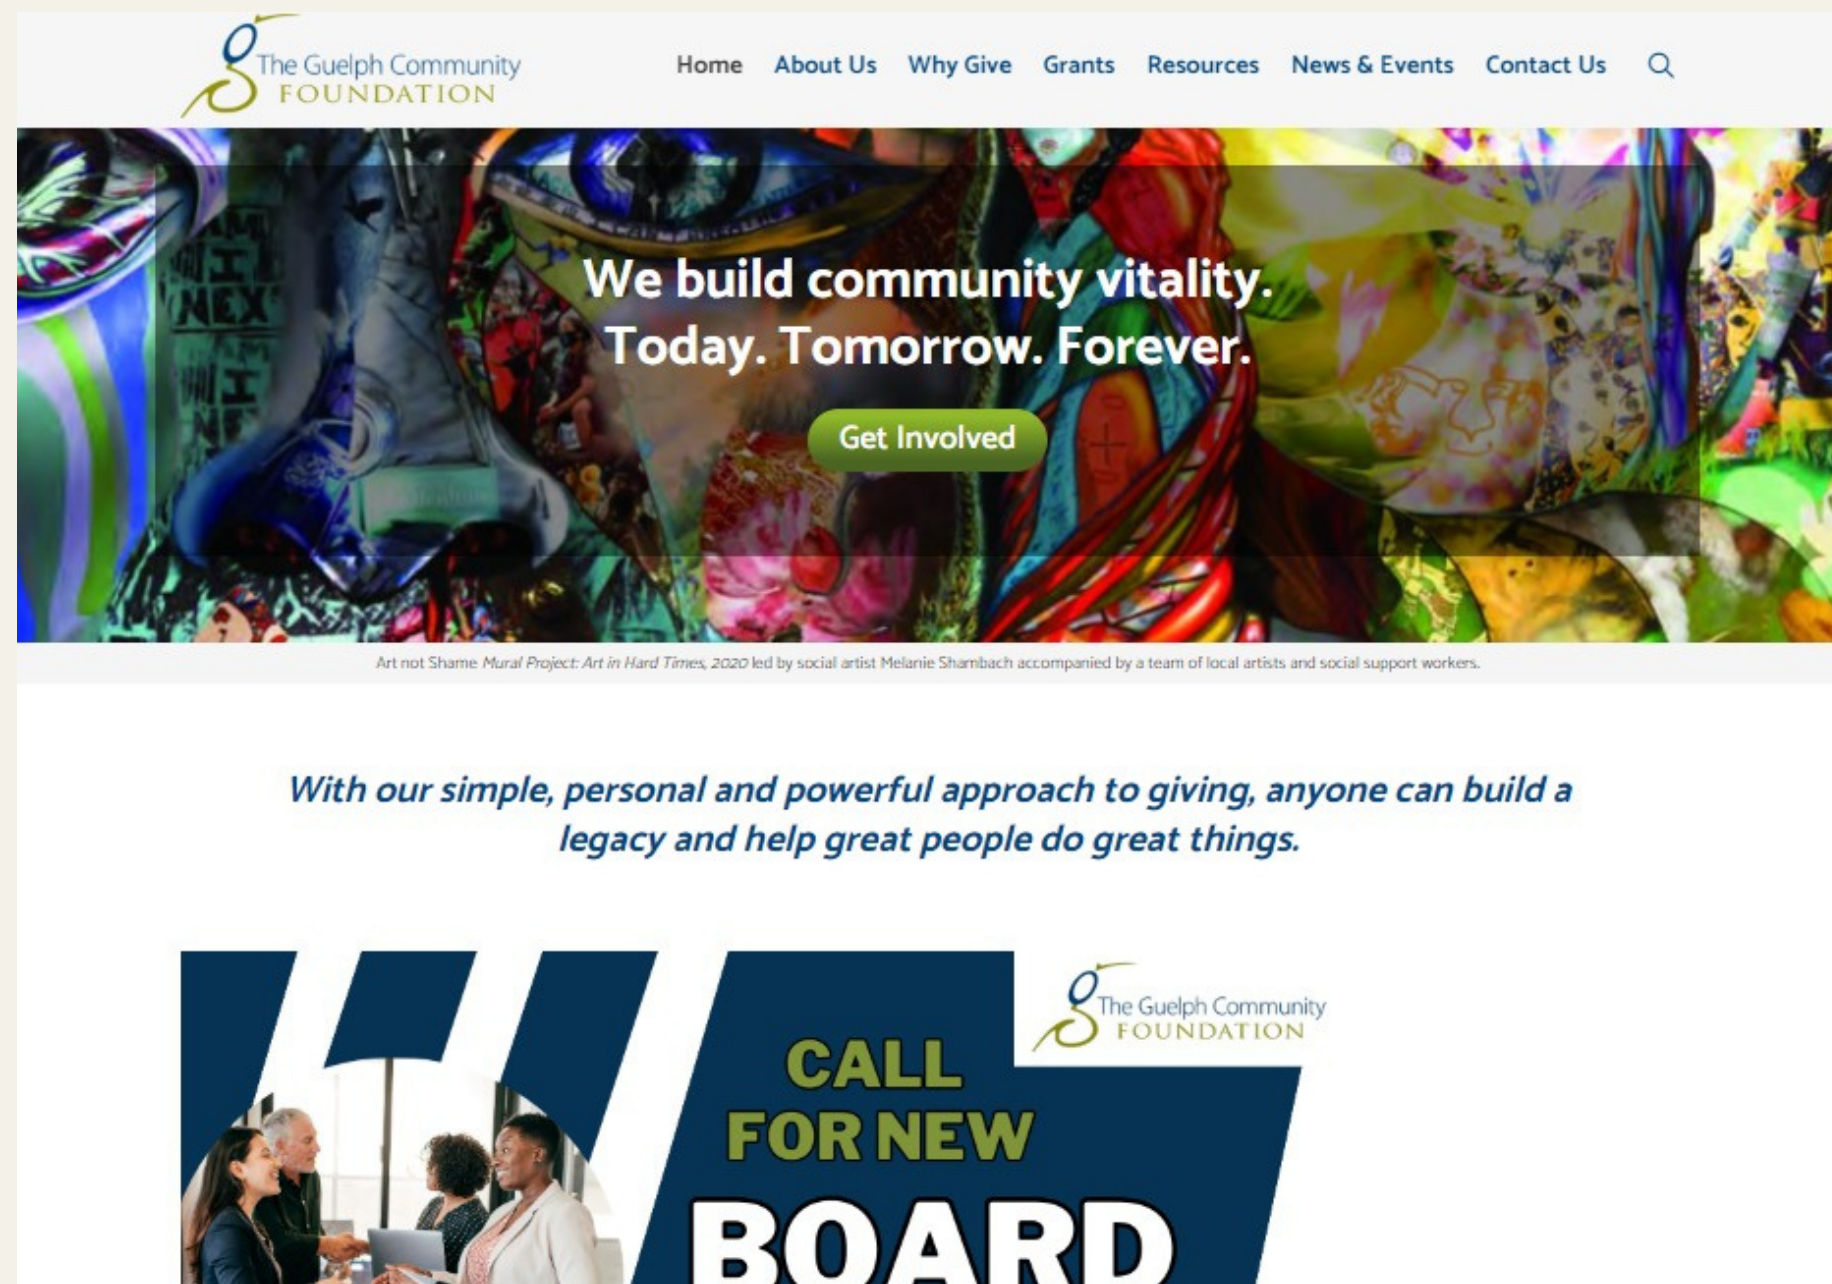 The Guelph Community
FOUNDATION
Home About Us Why Give Grants Resources News & Events Contact Us
We build community vitality.
Today. Tomorrow. Forever.
Get Involved
Art not Shame Mural Project: Art in Hard Times, 2020 led by social artist Melanie Shambach accompanied by a team of local artists and social support workers.
With our simple, personal and powerful approach to giving, anyone can build a
legacy and help great people do great things.
The Guelph Community
FOUNDATION
CALL
FOR NEW
BOARD